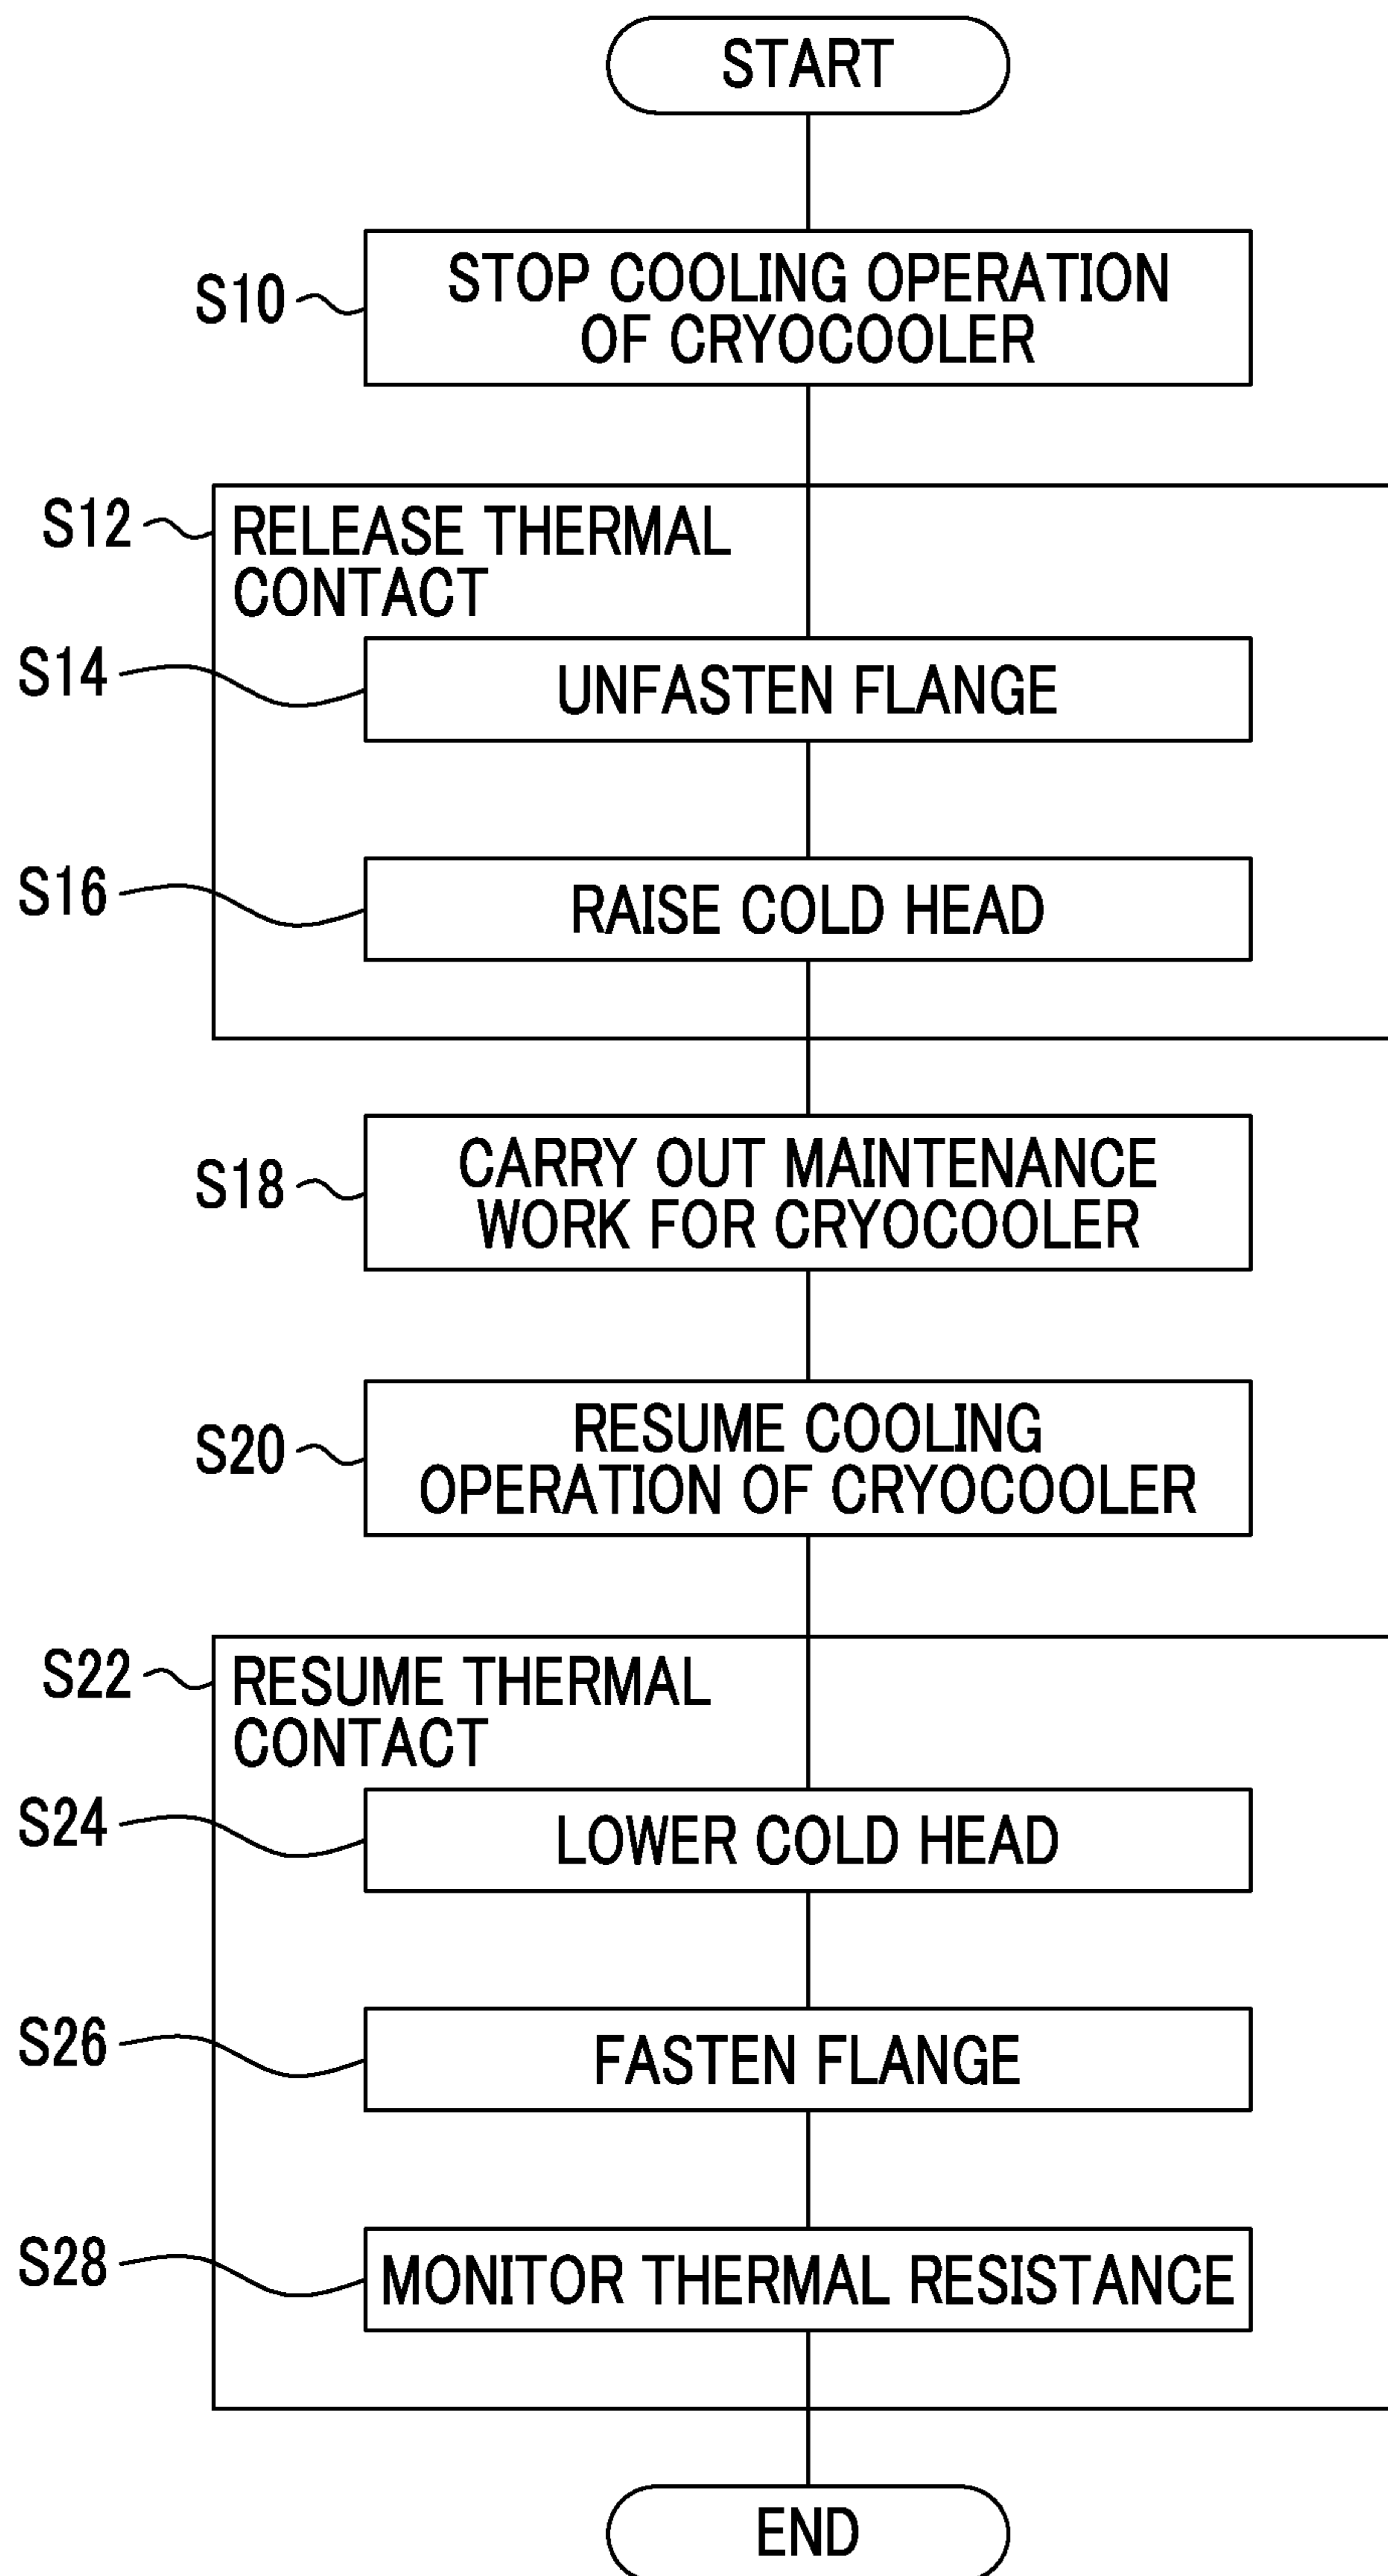 START
S10
STOP COOLING OPERATION
OF CRYOCOOLER
S12
RELEASE THERMAL
CONTACT
S14
UNFASTEN FLANGE
S16
RAISE COLD HEAD
S18
CARRY OUT MAINTENANCE
WORK FOR CRYOCOOLER
S20
RESUME COOLING
OPERATION OF CRYOCOOLER
S22
RESUME THERMAL
CONTACT
S24
LOWER COLD HEAD
S26
FASTEN FLANGE
S28
MONITOR THERMAL RESISTANCE
END